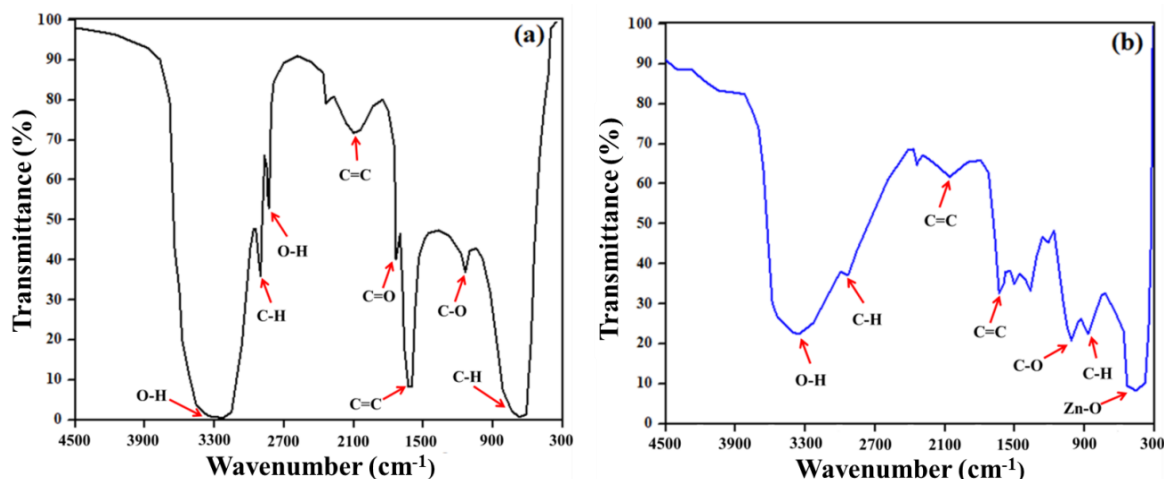 (a)
Transmittance (%)
100
90
80
70
60
50
40
30
20
10
0
C=C
O-H
C-H
C=O
C-O
O-H
C=C
C-H
4500 3900 3300 2700 2100 1500 900 300
Wavenumber (cm-1)
(b)
Transmittance (%)
100
90
80
70
60
50
40
30
20
10
0
C=C
C-H
O-H
C=C
C-O
C-H
Zn-O
4500 3900 3300 2700 2100 1500 900 300
Wavenumber (cm-1)